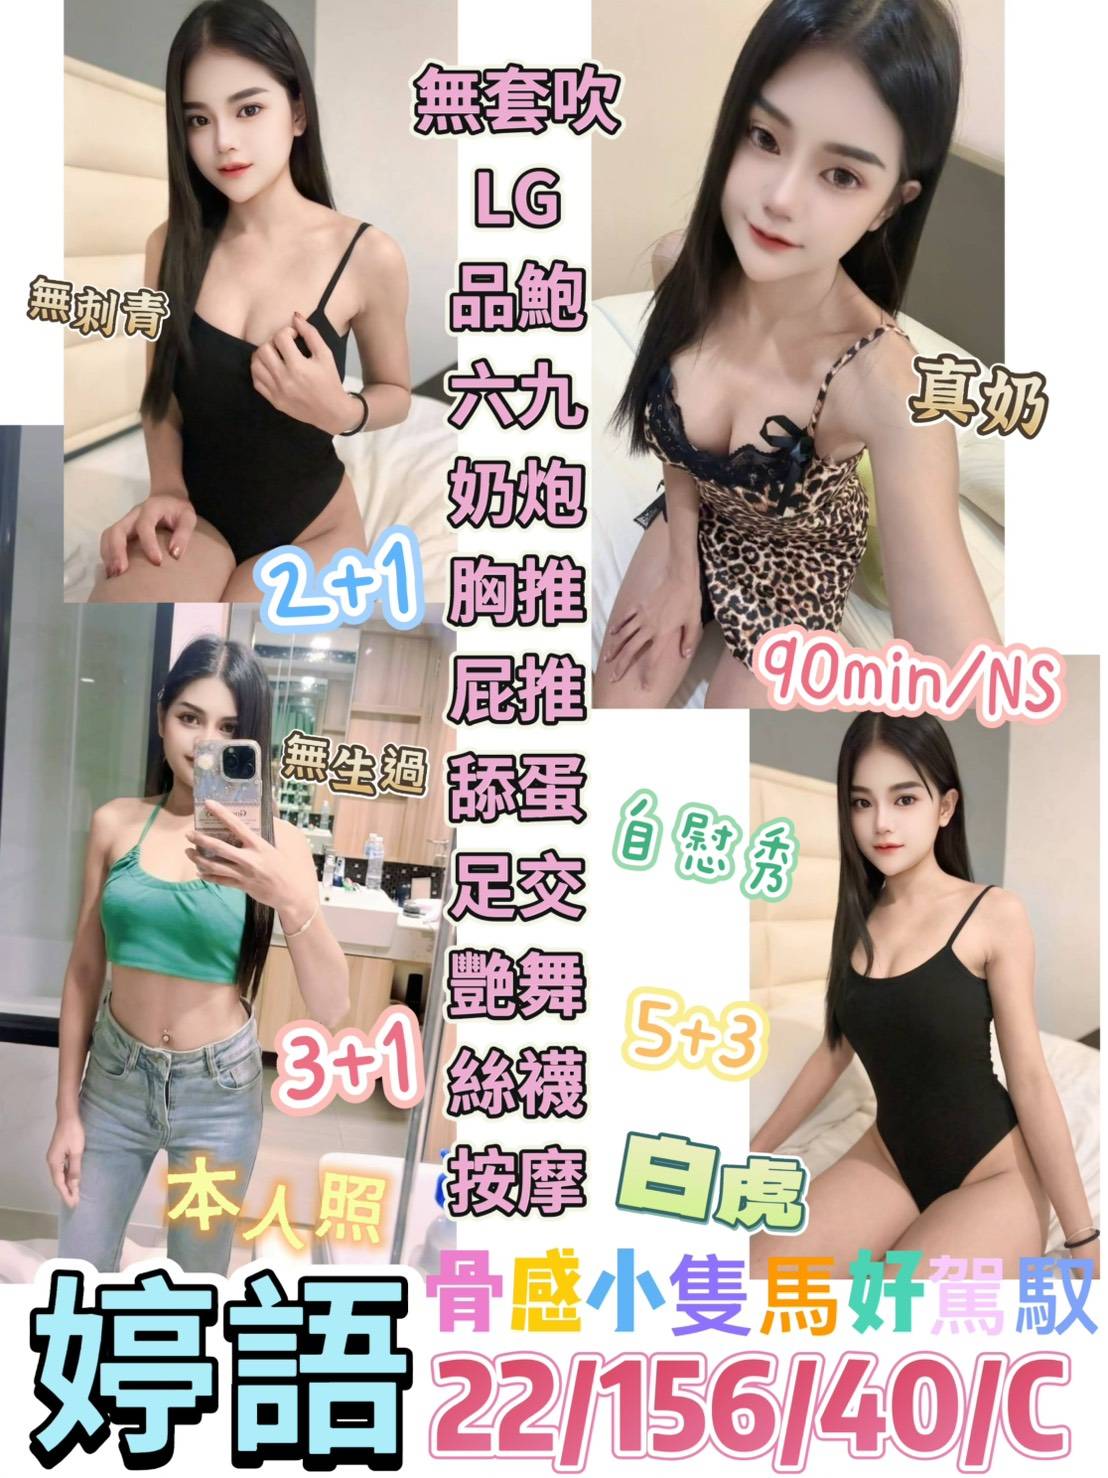 無套吹
LG
品鮑
六九
奶炮
胸推
屁推
舔蛋
足交
艷舞
絲襪
按摩
無刺青
真奶
2+1
90min/NS
無生過
自慰秀
3+1
5+3
本人照
白虎
婷語
骨感小隻馬好駕馭
22/156/40/C